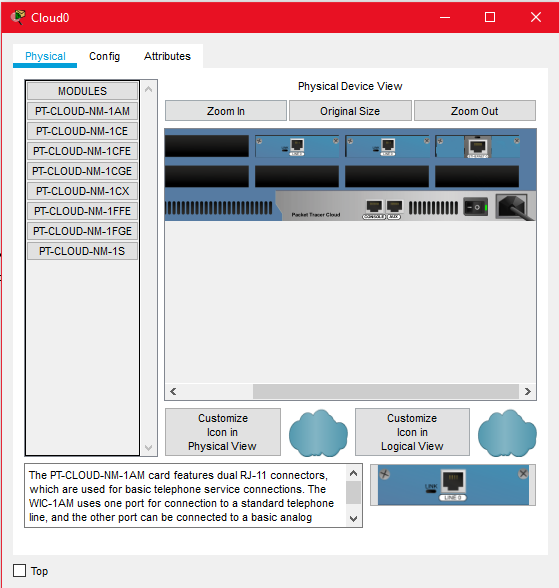 Cloud0
Physical
Config
Attributes
MODULES
PT-CLOUD-NM-1AM
PT-CLOUD-NM-1CE
PT-CLOUD-NM-1CFE
PT-CLOUD-NM-1CGE
PT-CLOUD-NM-1CX
PT-CLOUD-NM-1FFE
PT-CLOUD-NM-1FGE
PT-CLOUD-NM-1S
Physical Device View
Zoom In
Original Size
Zoom Out
Packet Tracer Cloud
CONSOLE
AUX
Customize
Icon in
Physical View
Customize
Icon in
Logical View
The PT-CLOUD-NM-1AM card features dual RJ-11 connectors,
which are used for basic telephone service connections. The
WIC-1AM uses one port for connection to a standard telephone
line, and the other port can be connected to a basic analog
LINK
LINE 0
Top